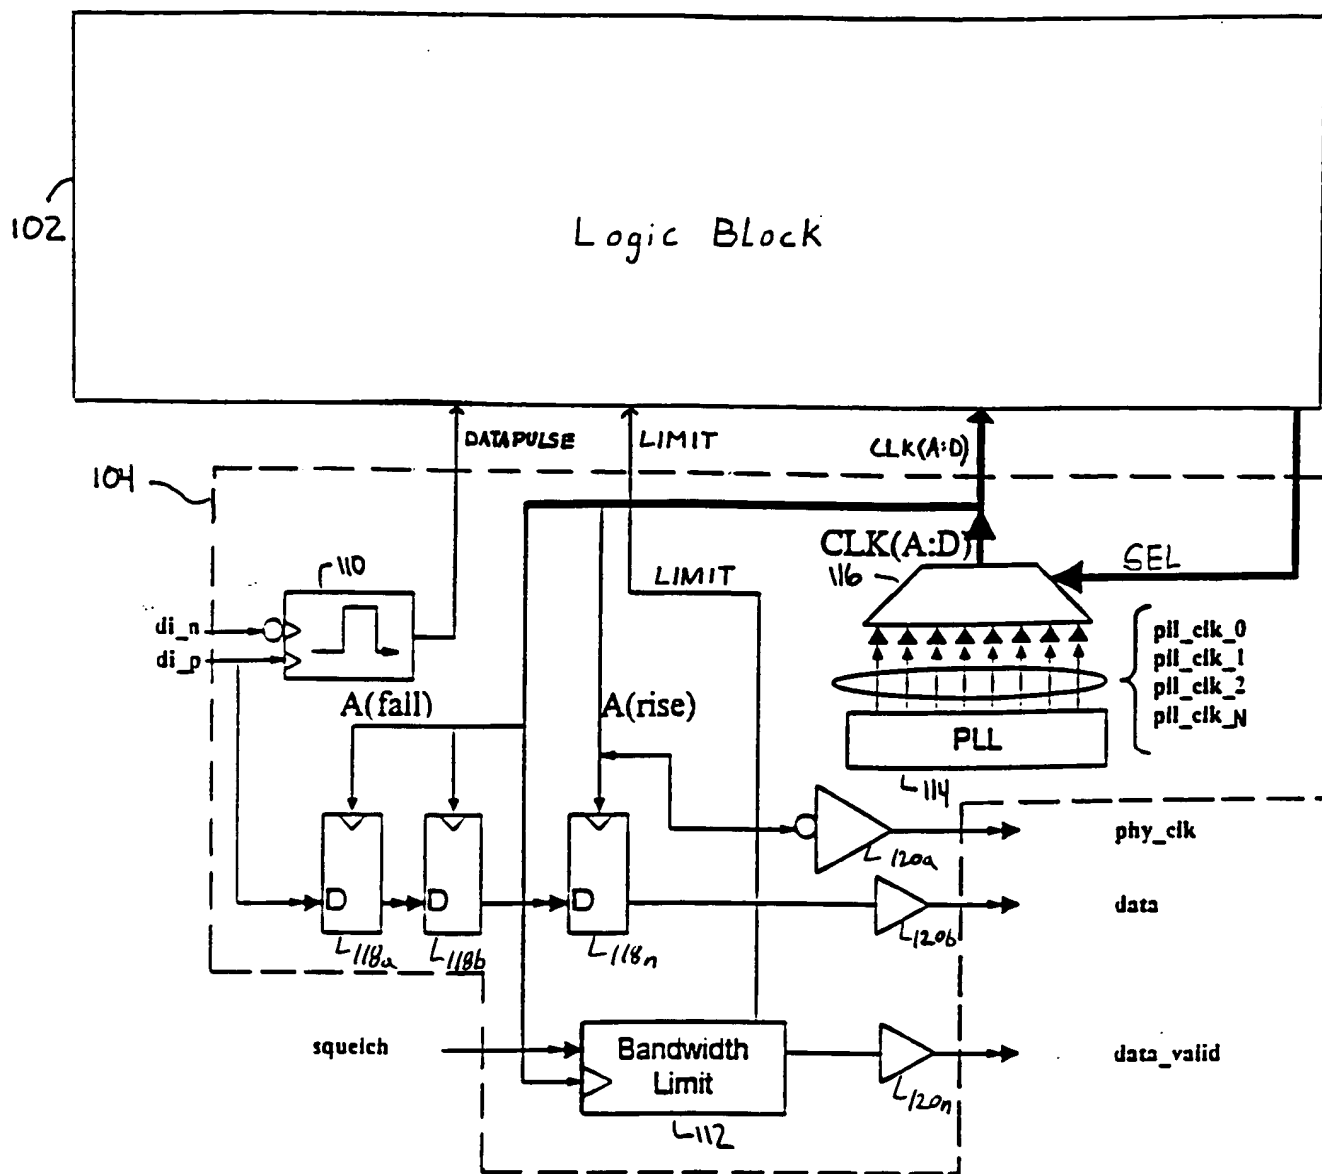 102
Logic Block
DATAPULSE
LIMIT
CLK(A:D)
104
CLK(A:D)
116
SEL
110
LIMIT
di_n
di_p
pll_clk_0
pll_clk_1
pll_clk_2
pll_clk_N
A(fall)
A(rise)
PLL
114
phy_clk
120a
D
D
D
data
118a
118b
118n
120b
squelch
Bandwidth
Limit
data_valid
120n
112